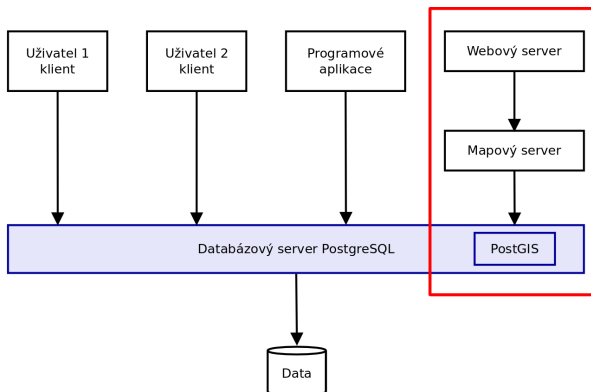 Uživatel 1
klient
Uživatel 2
klient
Programové
aplikace
Webový server
Mapový server
Databázový server PostgreSQL
PostGIS
Data